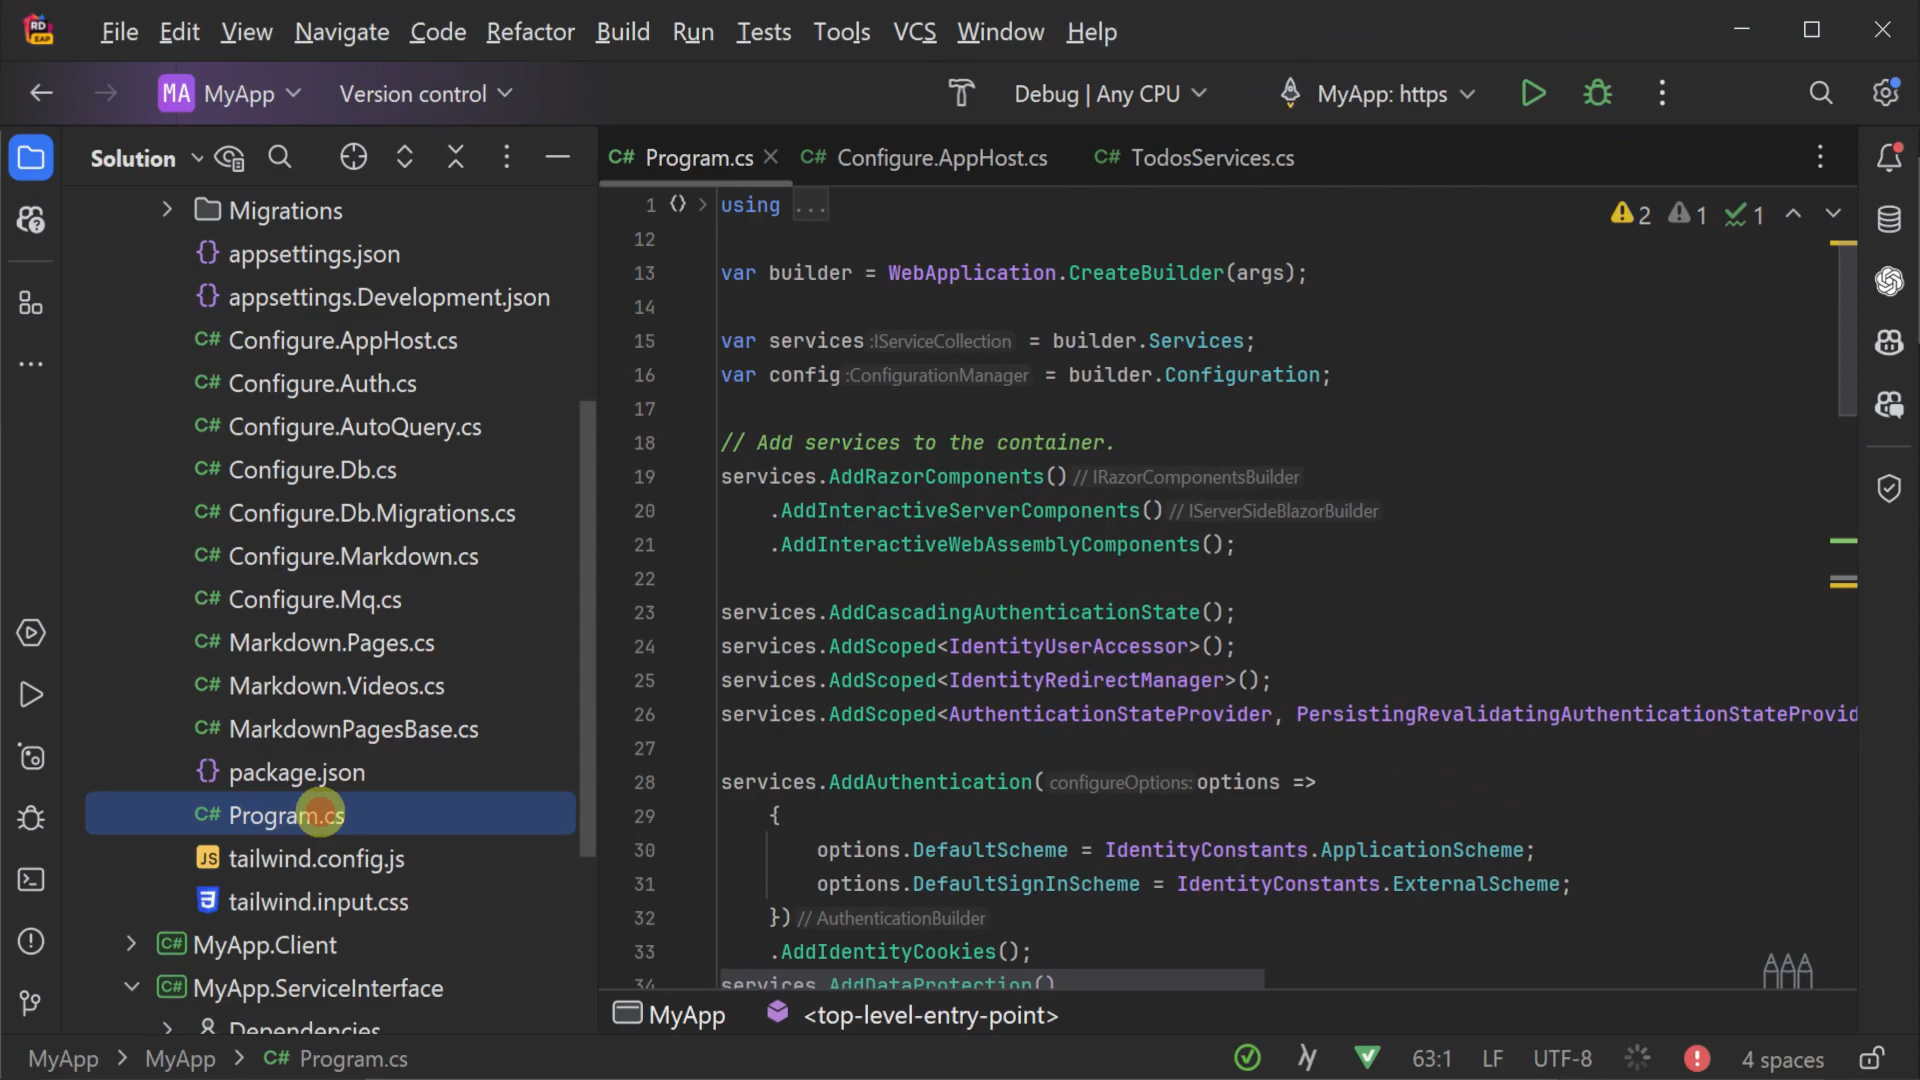 RD
EAP
File Edit View Navigate Code Refactor Build Run Tests Tools VCS Window Help
MA MyApp Version control Debug | Any CPU MyApp: https
Solution
C# Program.cs C# Configure.AppHost.cs C# TodosServices.cs
Migrations
{} appsettings.json
{} appsettings.Development.json
C# Configure.AppHost.cs
C# Configure.Auth.cs
C# Configure.AutoQuery.cs
C# Configure.Db.cs
C# Configure.Db.Migrations.cs
C# Configure.Markdown.cs
C# Configure.Mq.cs
C# Markdown.Pages.cs
C# Markdown.Videos.cs
C# MarkdownPagesBase.cs
{} package.json
C# Program.cs
JS tailwind.config.js
3 tailwind.input.css
C# MyApp.Client
C# MyApp.ServiceInterface
Dependencies
2 1 1
1 using ...
12
13 var builder = WebApplication.CreateBuilder(args);
14
15 var services :IServiceCollection = builder.Services;
16 var config :ConfigurationManager = builder.Configuration;
17
18 // Add services to the container.
19 services.AddRazorComponents() // IRazorComponentsBuilder
20 .AddInteractiveServerComponents() // IServerSideBlazorBuilder
21 .AddInteractiveWebAssemblyComponents();
22
23 services.AddCascadingAuthenticationState();
24 services.AddScoped<IdentityUserAccessor>();
25 services.AddScoped<IdentityRedirectManager>();
26 services.AddScoped<AuthenticationStateProvider, PersistingRevalidatingAuthenticationStateProvid
27
28 services.AddAuthentication( configureOptions: options =>
29 {
30 options.DefaultScheme = IdentityConstants.ApplicationScheme;
31 options.DefaultSignInScheme = IdentityConstants.ExternalScheme;
32 }) // AuthenticationBuilder
33 .AddIdentityCookies();
34 services.AddDataProtection()
MyApp <top-level-entry-point>
MyApp > MyApp > C# Program.cs 63:1 LF UTF-8 4 spaces